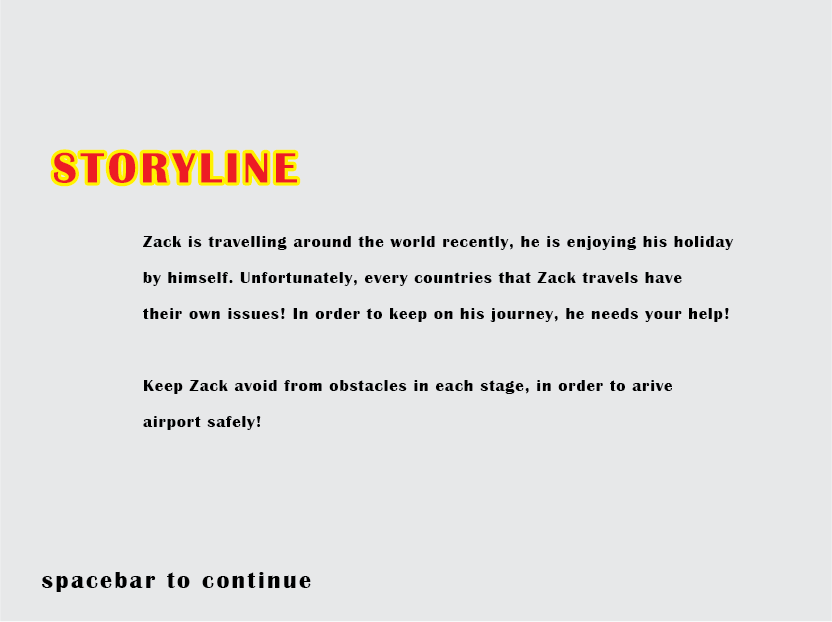 STORYLINE
Zack is travelling around the world recently, he is enjoying his holiday
by himself. Unfortunately, every countries that Zack travels have
their own issues! In order to keep on his journey, he needs your help!
Keep Zack avoid from obstacles in each stage, in order to arive
airport safely!
spacebar to continue